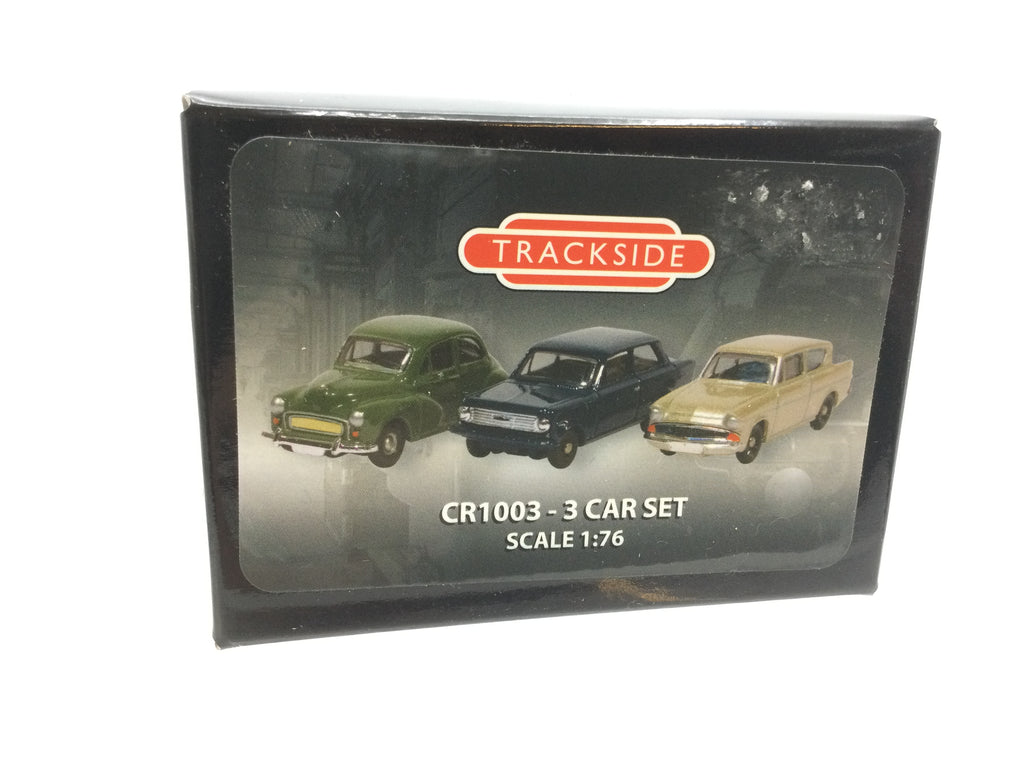 TRACKSIDE
CR1003 - 3 CAR SET
SCALE 1:76